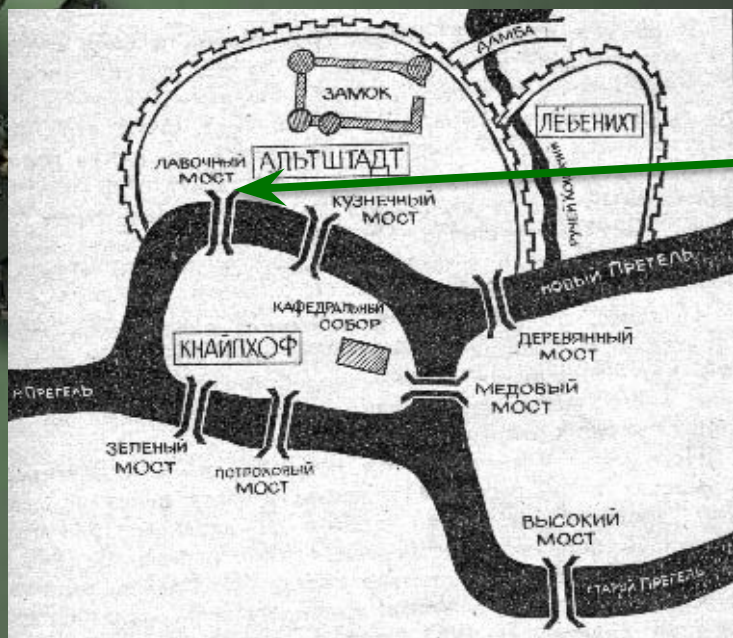 ДАМБА
ЗАМОК
ЛЁБЕНИХТ
ЛАВОЧНЫЙ
МОСТ
АЛЬТШТАДТ
КУЗНЕЧНЫЙ
МОСТ
РУЧЕЙ
НОВЫЙ ПРЕГЕЛЬ
КАФЕДРАЛЬНЫЙ
СОБОР
КНАЙПХОФ
ДЕРЕВЯННЫЙ
МОСТ
Р. ПРЕГЕЛЬ
МЕДОВЫЙ
МОСТ
ЗЕЛЕНЫЙ
МОСТ
ПОТРОХОВЫЙ
МОСТ
ВЫСОКИЙ
МОСТ
СТАРЫЙ ПРЕГЕЛЬ